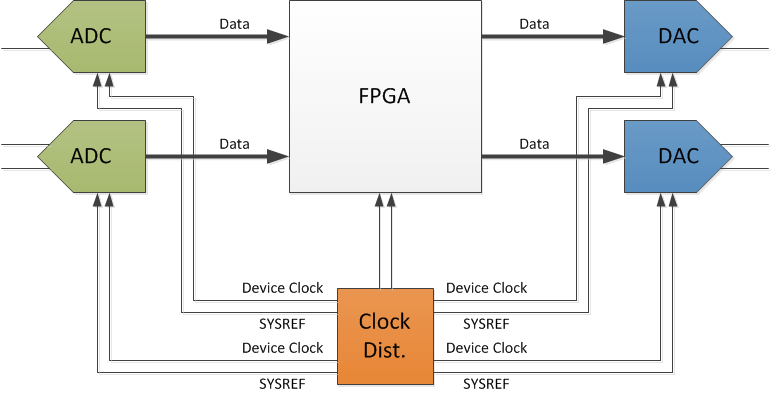 ADC
Data
FPGA
Data
DAC
ADC
Data
Data
DAC
Device Clock
Device Clock
SYSREF
Clock
Dist.
SYSREF
Device Clock
Device Clock
SYSREF
SYSREF